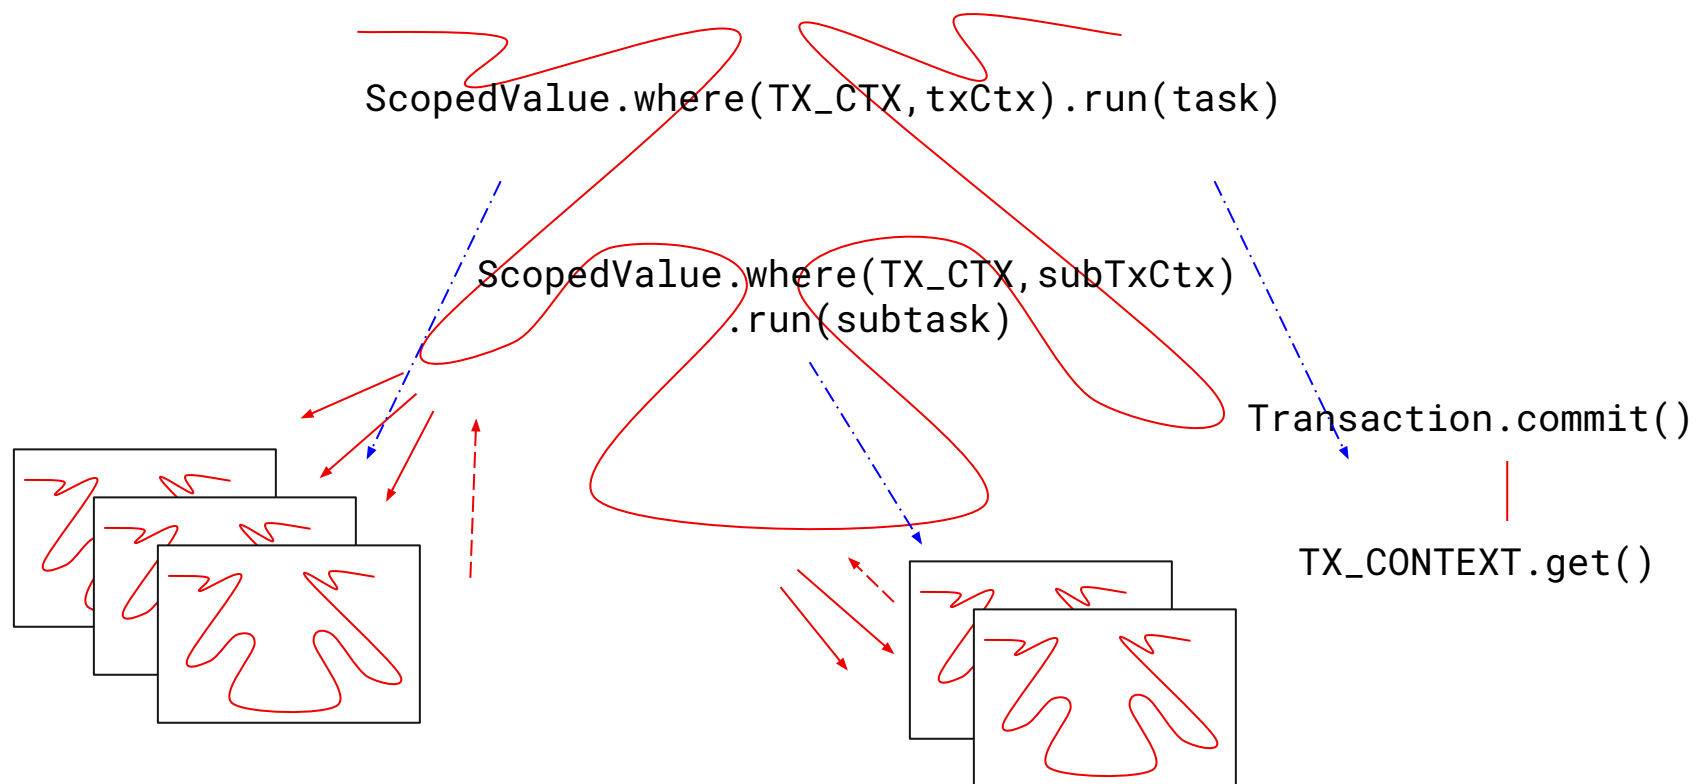 ScopedValue.where(TX_CTX,txCtx).run(task)
ScopedValue.where(TX_CTX,subTxCtx)
.run(subtask)
Transaction.commit()
TX_CONTEXT.get()